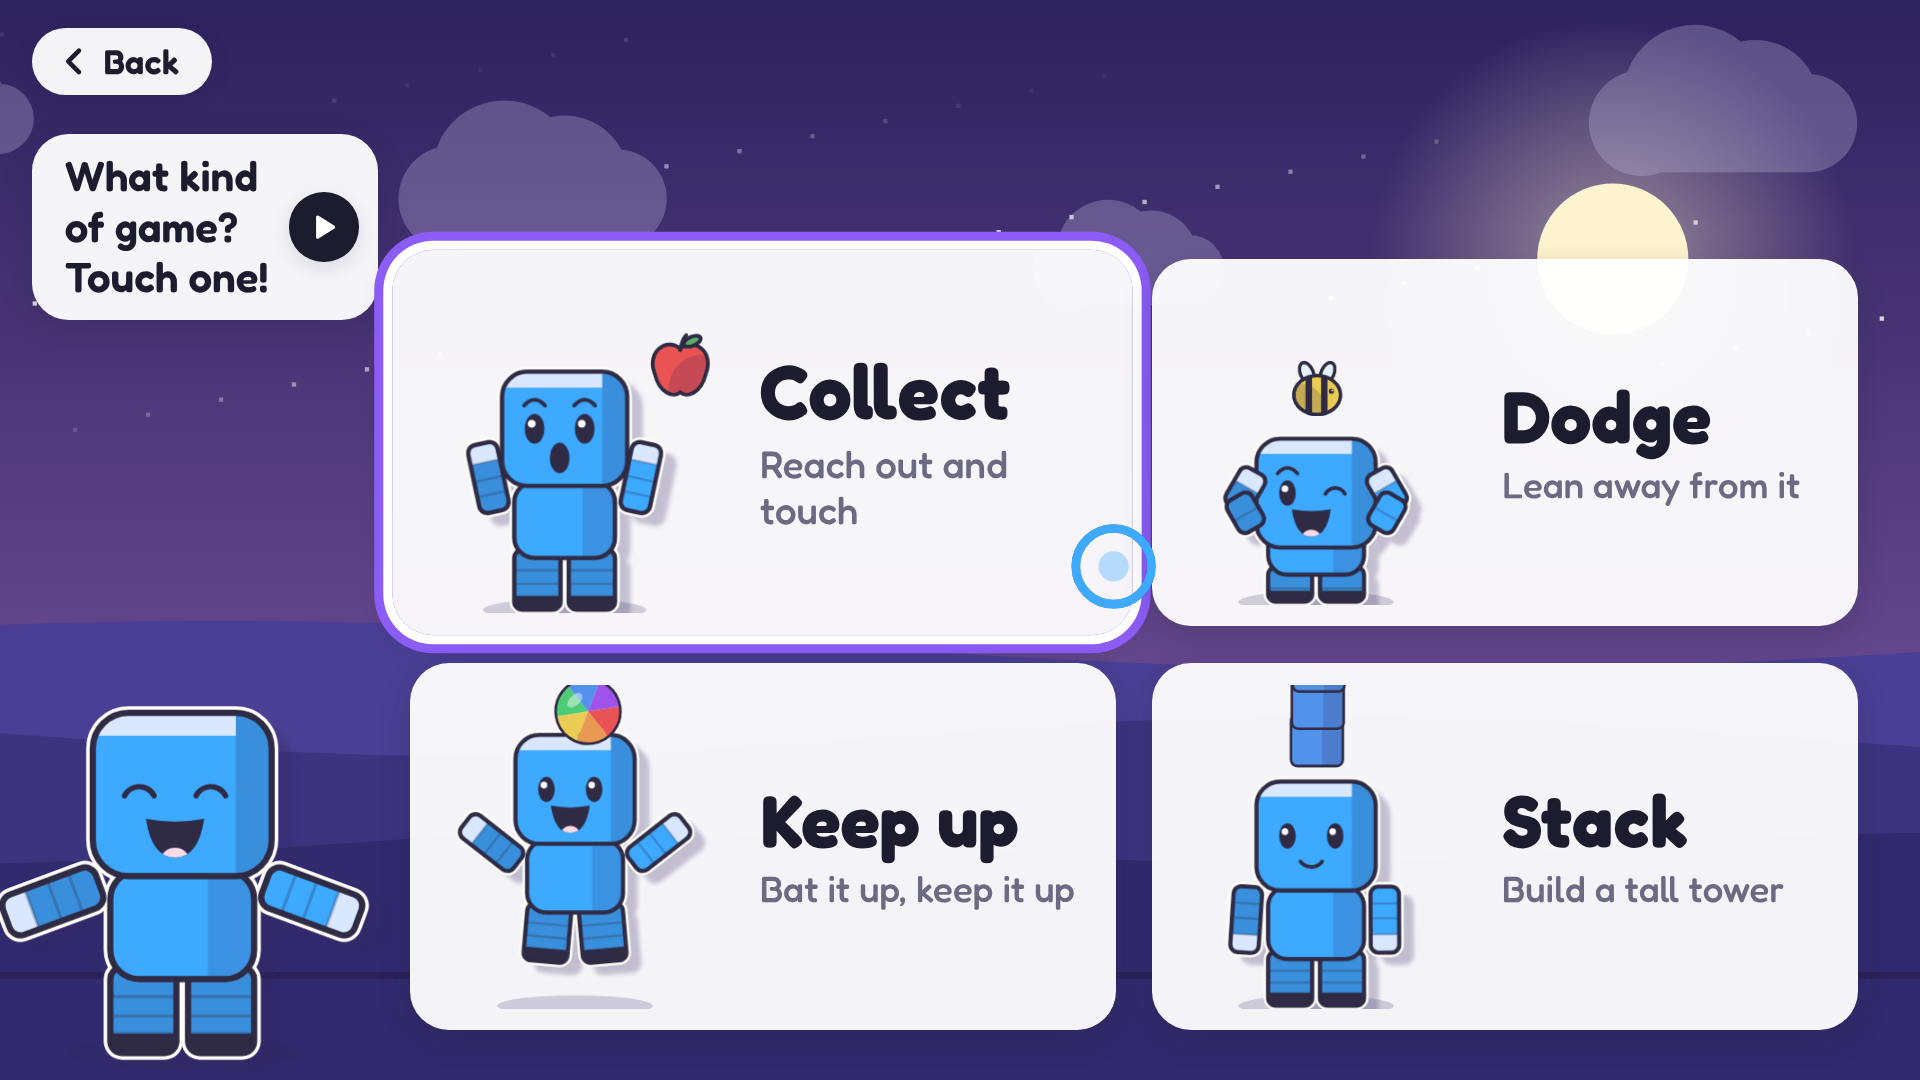 Back
What kind
of game?
Touch one!
Collect
Reach out and
touch
Dodge
Lean away from it
Keep up
Bat it up, keep it up
Stack
Build a tall tower